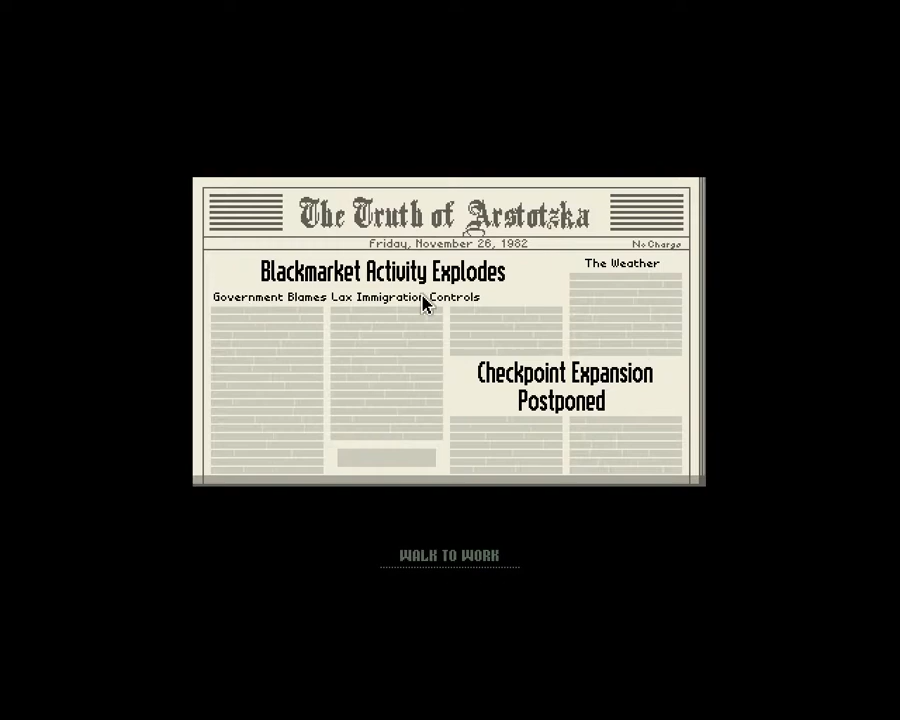 The Truth of Arstotzka
Friday, November 26, 1982
No Charge
Blackmarket Activity Explodes
The Weather
Government Blames Lax Immigration Controls
Checkpoint Expansion
Postponed
WALK TO WORK